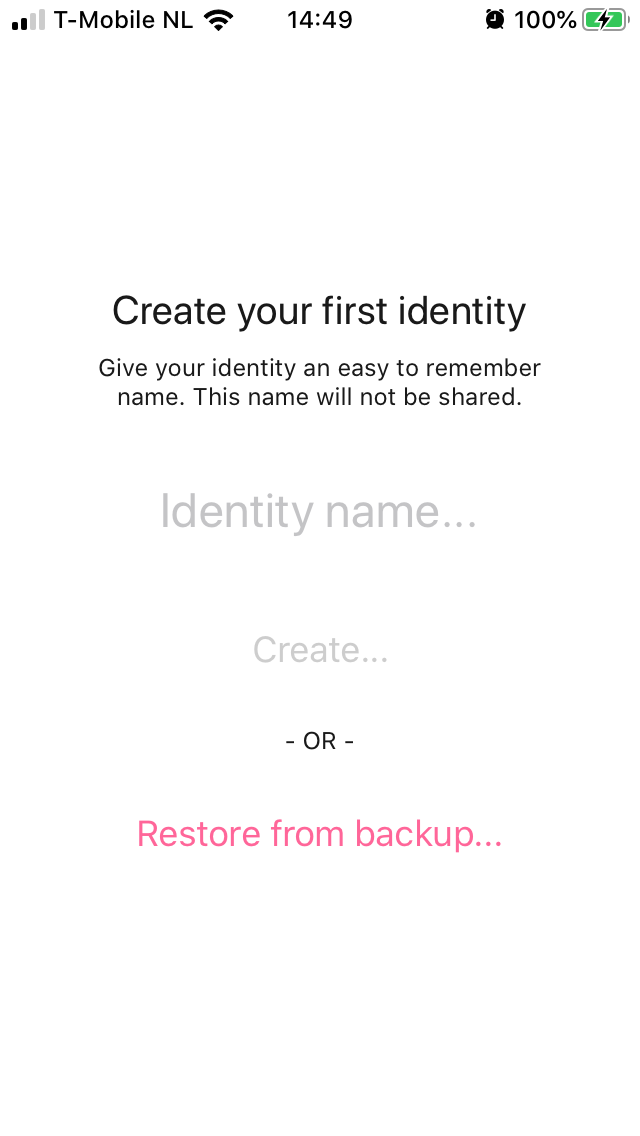 T-Mobile NL 14:49 100%
Create your first identity
Give your identity an easy to remember
name. This name will not be shared.
Identity name...
Create...
- OR -
Restore from backup...